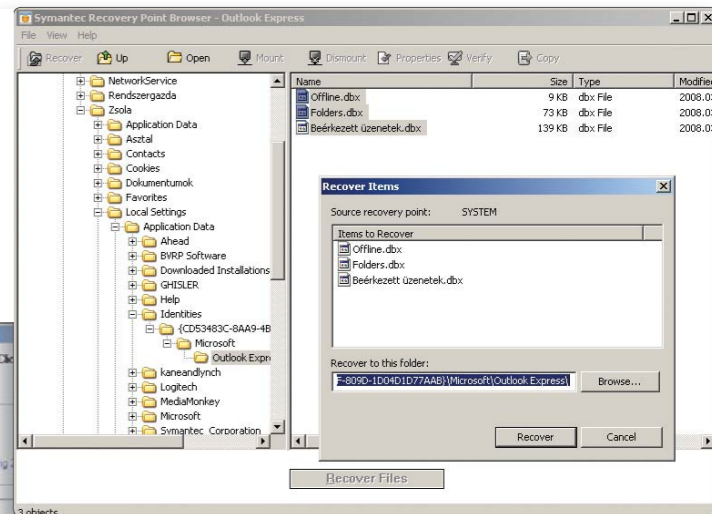 Symantec Recovery Point Browser - Outlook Express
File View Help
Recover Up Open Mount Dismount Properties Verify Copy
NetworkService
Rendszergazda
Zsola
Application Data
Asztal
Contacts
Cookies
Dokumentumok
Favorites
Local Settings
Application Data
Ahead
BVRP Software
Downloaded Installations
GHISLER
Help
Identities
{CD53483C-8AA9-4B
Microsoft
Outlook Expr
kaneandlynch
Logitech
MediaMonkey
Microsoft
Symantec Corporation
Name Size Type Modified
Offline.dbx 9 KB dbx File 2008.03
Folders.dbx 73 KB dbx File 2008.03
Beérkezett üzenetek.dbx 139 KB dbx File 2008.03
Recover Items
Source recovery point: SYSTEM
Items to Recover
Offline.dbx
Folders.dbx
Beérkezett üzenetek.dbx
Recover to this folder:
F-809D-1D04D1D77AAB}\Microsoft\Outlook Express\
Browse...
Recover Cancel
Recover Files
3 objects